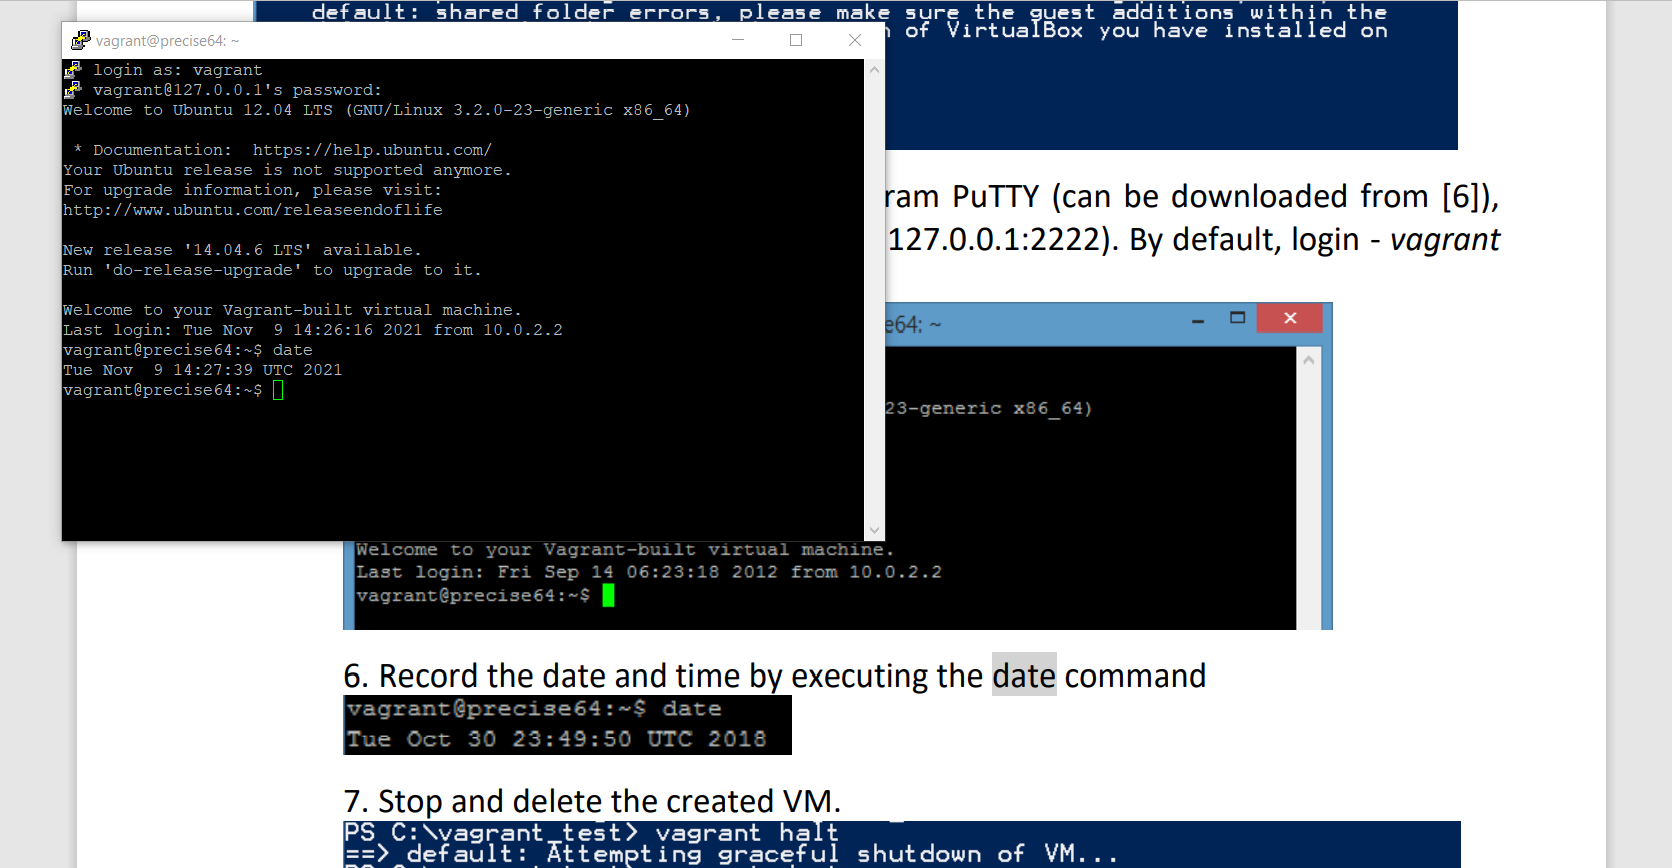 default: shared folder errors, please make sure the guest additions within the
of VirtualBox you have installed on
vagrant@precise64: ~
login as: vagrant
vagrant@127.0.0.1's password:
Welcome to Ubuntu 12.04 LTS (GNU/Linux 3.2.0-23-generic x86_64)
* Documentation:  https://help.ubuntu.com/
Your Ubuntu release is not supported anymore.
For upgrade information, please visit:
http://www.ubuntu.com/releaseendoflife
New release '14.04.6 LTS' available.
Run 'do-release-upgrade' to upgrade to it.
Welcome to your Vagrant-built virtual machine.
Last login: Tue Nov  9 14:26:16 2021 from 10.0.2.2
vagrant@precise64:~$ date
Tue Nov  9 14:27:39 UTC 2021
vagrant@precise64:~$
ram PuTTY (can be downloaded from [6]),
127.0.0.1:2222). By default, login - vagrant
e64: ~
23-generic x86_64)
Welcome to your Vagrant-built virtual machine.
Last login: Fri Sep 14 06:23:18 2012 from 10.0.2.2
vagrant@precise64:~$
6. Record the date and time by executing the date command
vagrant@precise64:~$ date
Tue Oct 30 23:49:50 UTC 2018
7. Stop and delete the created VM.
PS C:\vagrant_test> vagrant halt
==> default: Attempting graceful shutdown of VM...